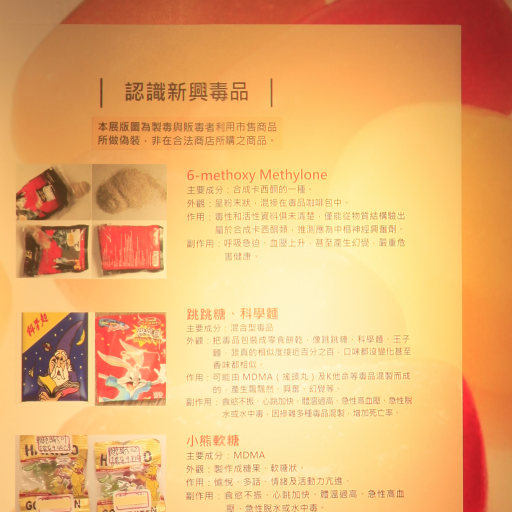 認識新興毒品
本展版圖為製毒與販毒者利用市售商品
所做偽裝，非在合法商店所購之商品。
6-methoxy Methylone
主要成分：合成卡西酮的一種。
外觀：呈粉末狀，混摻在毒品咖啡包中。
作用：毒性和活性資料俱未清楚，僅能從物質結構驗出
屬於合成卡西酮類，推測應為中樞神經興奮劑。
副作用：呼吸急迫、血壓上升，甚至產生幻覺，嚴重危
害健康。
跳跳糖、科學麵
主要成分：混合型毒品
外觀：把毒品包裝成零食餅乾，像跳跳糖、科學麵、王子
麵，跟真的相似度接近百分之百，口味都沒變化甚至
香味都相似。
作用：可能由 MDMA（搖頭丸）及K他命等毒品混製而成
的，產生飄飄然、興奮、幻覺等。
副作用：食慾不振、心跳加快、體溫過高、急性高血壓、急性脫
水或水中毒，因摻雜多種毒品混製，增加死亡率。
科學麵
小熊軟糖
主要成分：MDMA
外觀：製作成糖果、軟糖狀。
作用：愉悅、多話、情緒及活動力亢進。
副作用：食慾不振、心跳加快、體溫過高、急性高血
壓、急性脫水或水中毒。